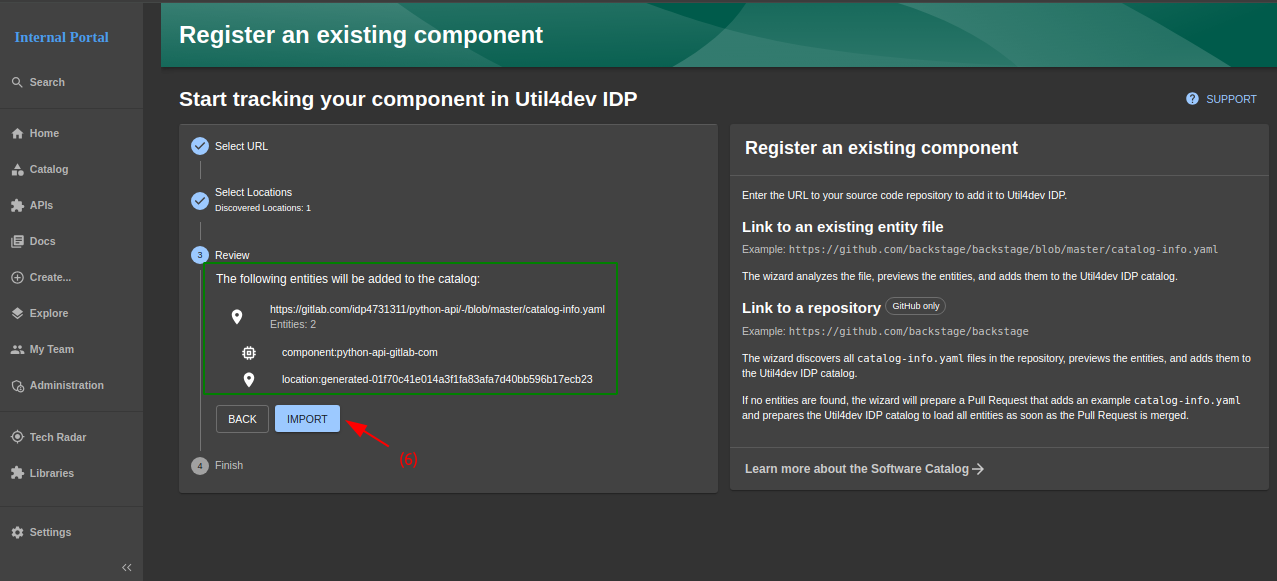 Internal Portal
Search
Home
Catalog
APIs
Docs
Create...
Explore
My Team
Administration
Tech Radar
Libraries
Settings
Register an existing component
Start tracking your component in Util4dev IDP
SUPPORT
Select URL
Select Locations
Discovered Locations: 1
3 Review
The following entities will be added to the catalog:
https://gitlab.com/idp4731311/python-api/-/blob/master/catalog-info.yaml
Entities: 2
component:python-api-gitlab-com
location:generated-01f70c41e014a3f1fa83afa7d40bb596b17ecb23
BACK IMPORT
(6)
4 Finish
Register an existing component
Enter the URL to your source code repository to add it to Util4dev IDP.
Link to an existing entity file
Example: https://github.com/backstage/backstage/blob/master/catalog-info.yaml
The wizard analyzes the file, previews the entities, and adds them to the Util4dev IDP catalog.
Link to a repository GitHub only
Example: https://github.com/backstage/backstage
The wizard discovers all catalog-info.yaml files in the repository, previews the entities, and adds them to
the Util4dev IDP catalog.
If no entities are found, the wizard will prepare a Pull Request that adds an example catalog-info.yaml
and prepares the Util4dev IDP catalog to load all entities as soon as the Pull Request is merged.
Learn more about the Software Catalog